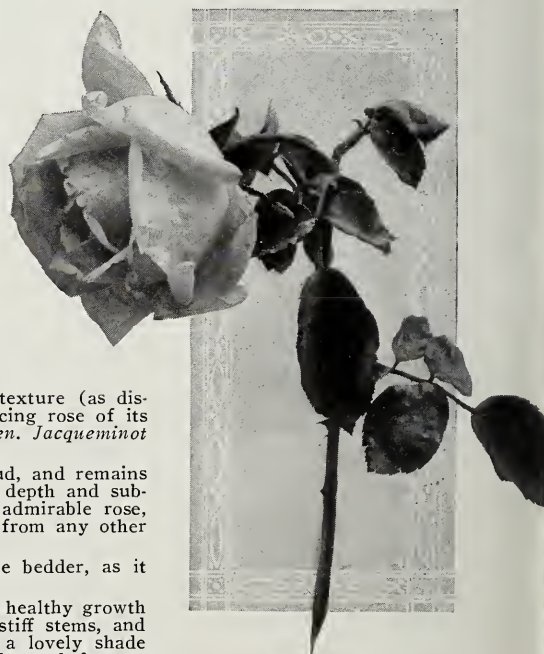 texture (as dis-
cing rose of its
en. Jacqueminot
ud, and remains
depth and sub-
admirable rose,
from any other
e bedder, as it
healthy growth
stiff stems, and
a lovely shade